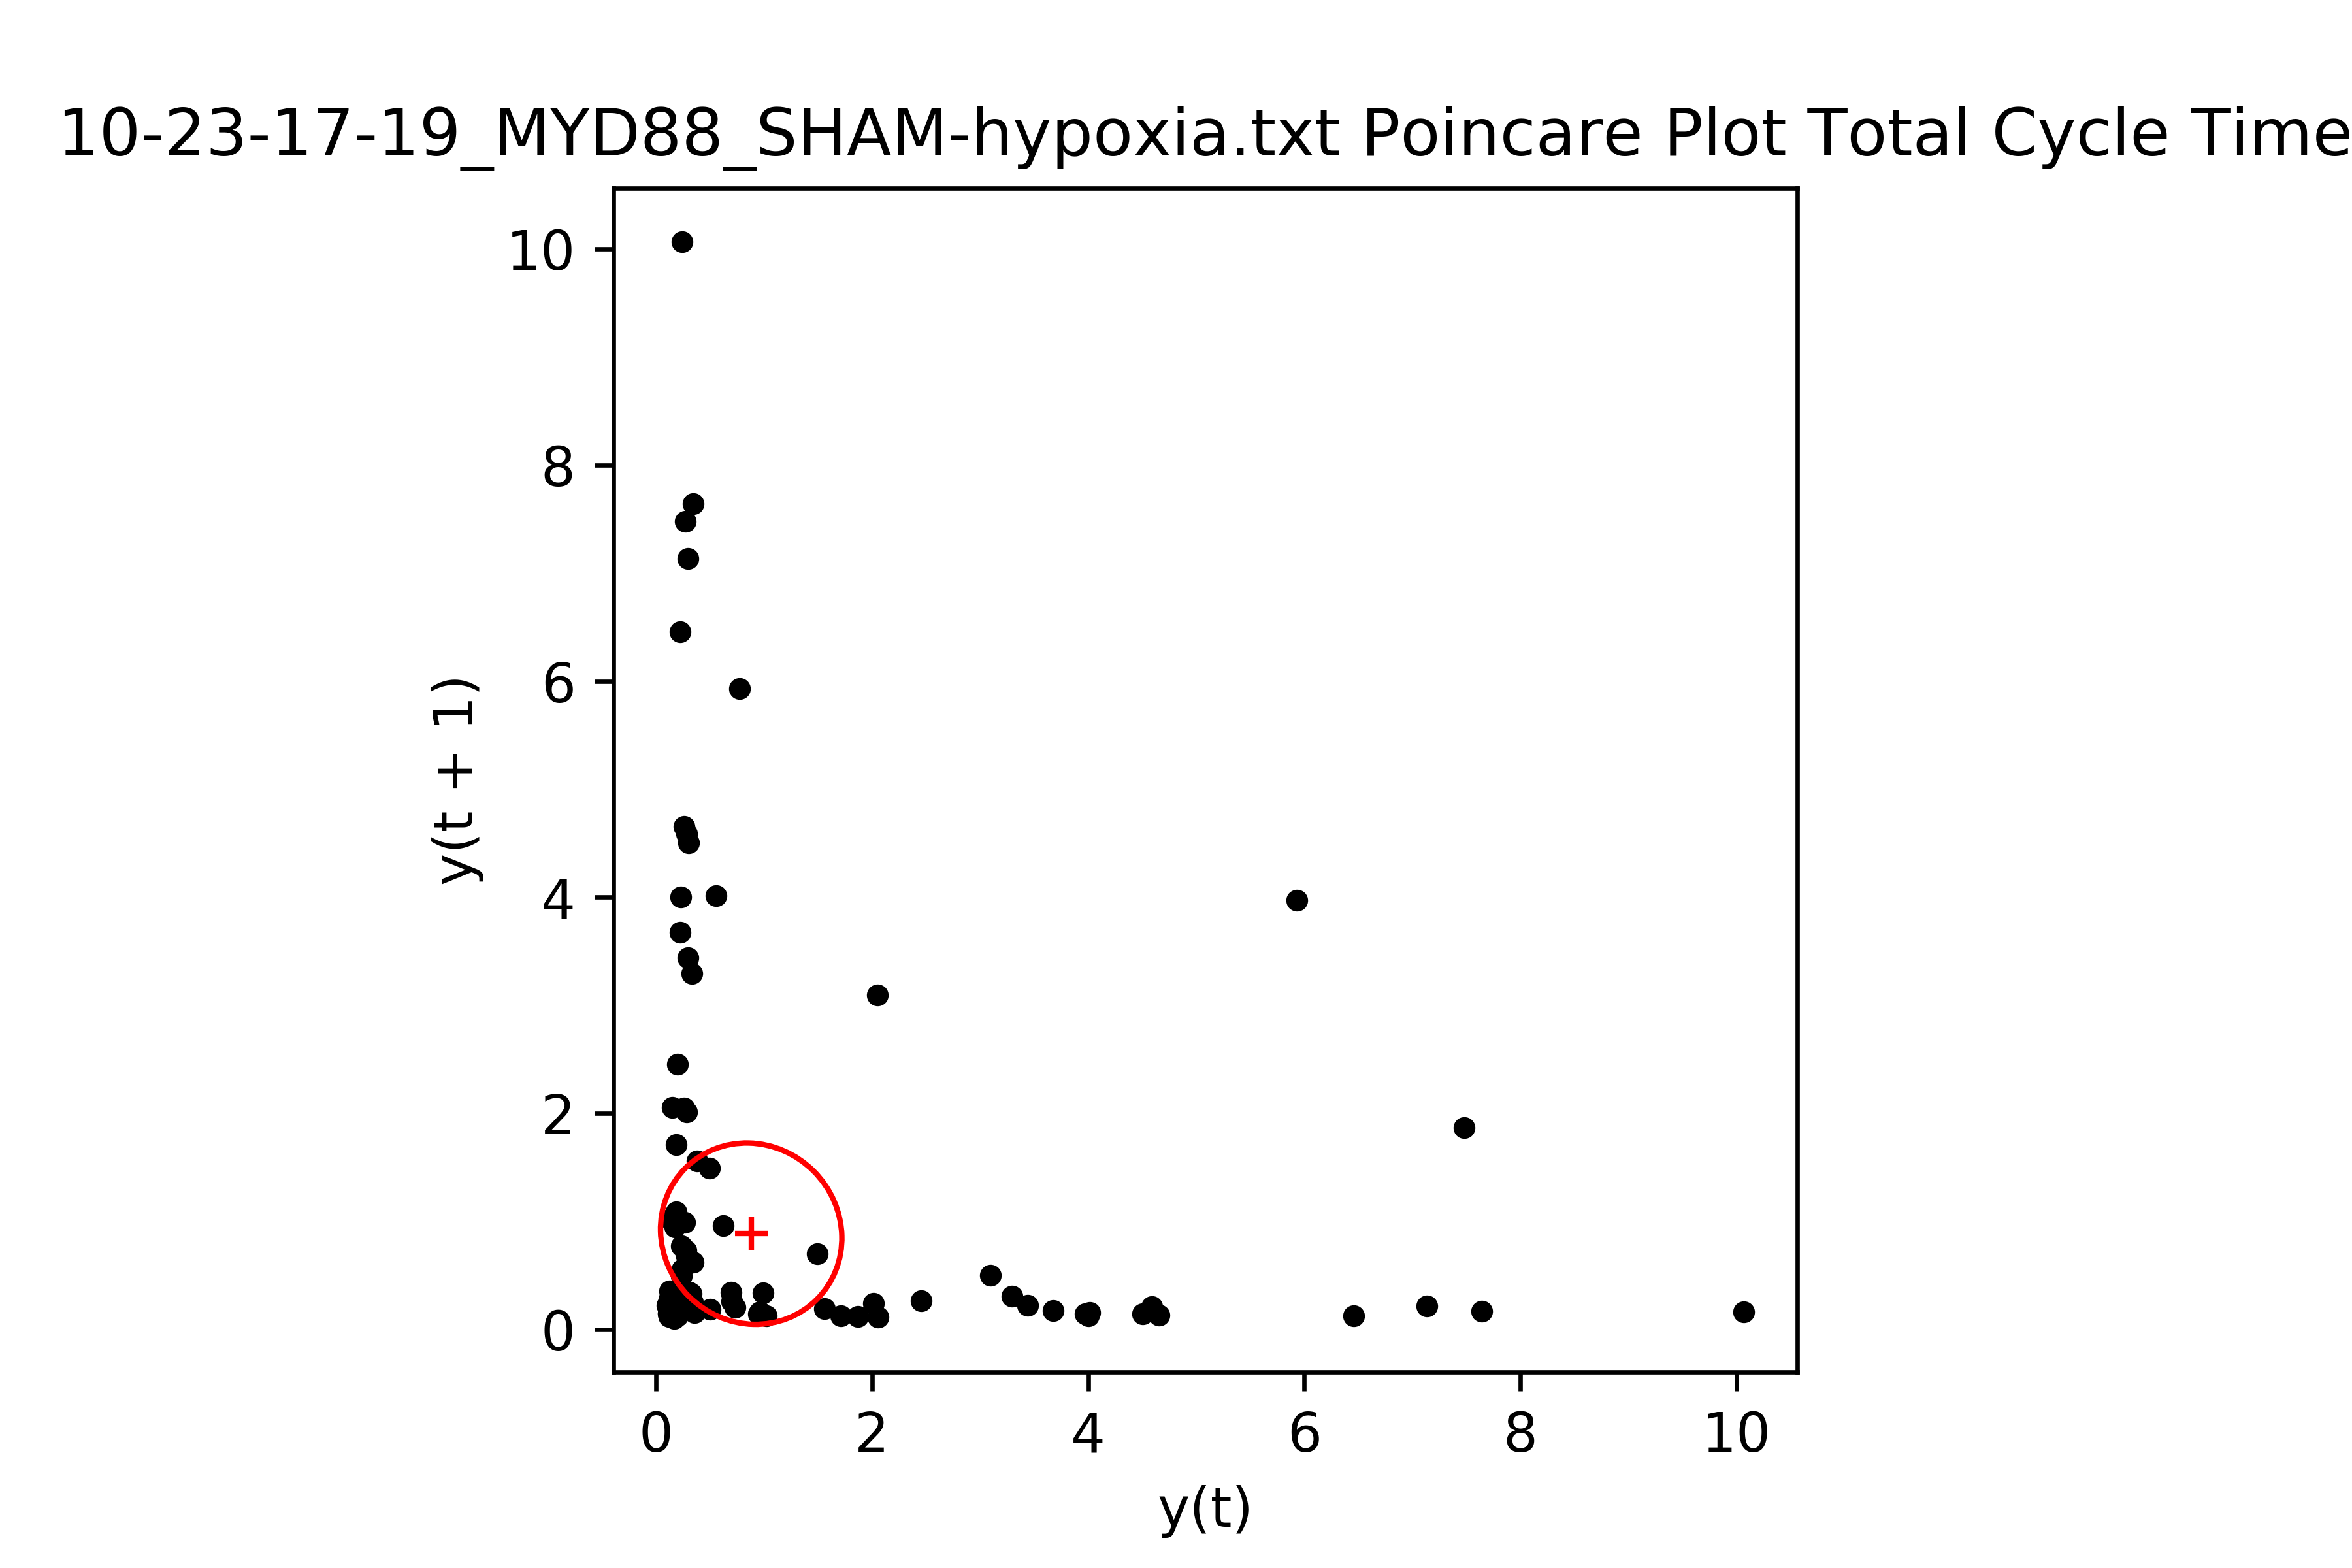 10-23-17-19_MYD88_SHAM-hypoxia.txt Poincare Plot Total Cycle Time
10
8
6
4
2
0
y(t + 1)
0 2 4 6 8 10
y(t)